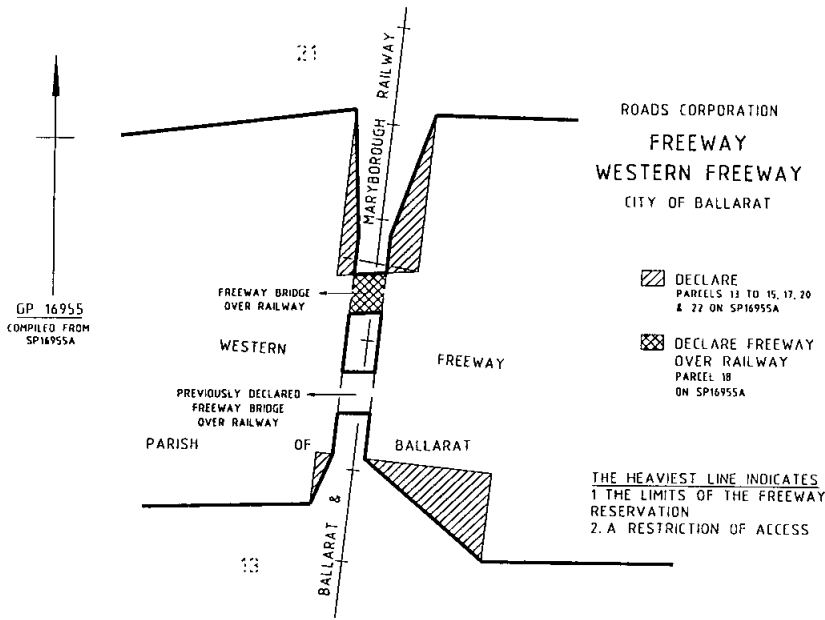 21
MARYBOROUGH RAILWAY
ROADS CORPORATION
FREEWAY
WESTERN FREEWAY
CITY OF BALLARAT
GP 16955
COMPILED FROM
SP16955A
FREEWAY BRIDGE
OVER RAILWAY
WESTERN
FREEWAY
DECLARE
PARCELS 13 TO 15, 17, 20
& 22 ON SP16955A
DECLARE FREEWAY
OVER RAILWAY
PARCEL 18
ON SP16955A
PREVIOUSLY DECLARED
FREEWAY BRIDGE
OVER RAILWAY
PARISH OF BALLARAT
BALLARAT &
13
THE HEAVIEST LINE INDICATES
1 THE LIMITS OF THE FREEWAY
RESERVATION
2. A RESTRICTION OF ACCESS